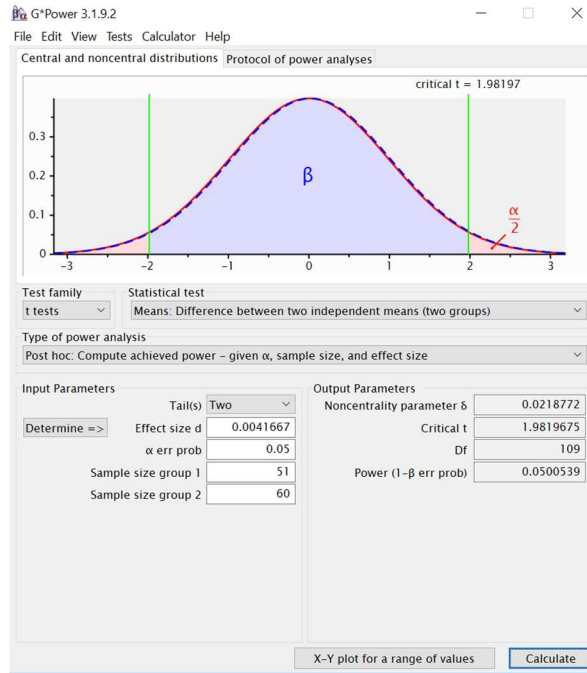 G*Power 3.1.9.2
File Edit View Tests Calculator Help
Central and noncentral distributions Protocol of power analyses
critical t = 1.98197
0.3
0.2
0.1
0
β
α
2
-3 -2 -1 0 1 2 3
Test family Statistical test
t tests Means: Difference between two independent means (two groups)
Type of power analysis
Post hoc: Compute achieved power – given α, sample size, and effect size
Input Parameters Output Parameters
Tail(s) Two Noncentrality parameter δ 0.0218772
Determine => Effect size d 0.0041667 Critical t 1.9819675
α err prob 0.05 Df 109
Sample size group 1 51 Power (1-β err prob) 0.0500539
Sample size group 2 60
X-Y plot for a range of values Calculate